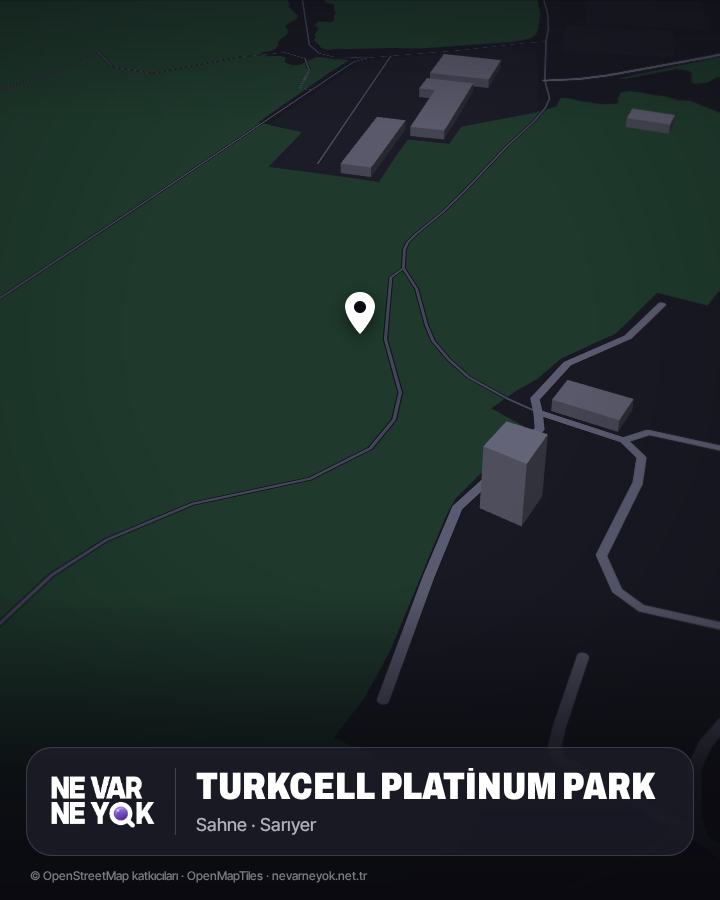 NE VAR
NE YOK
TURKCELL PLATİNUM PARK
Sahne · Sarıyer
© OpenStreetMap katkıcıları · OpenMapTiles · nevarneyok.net.tr